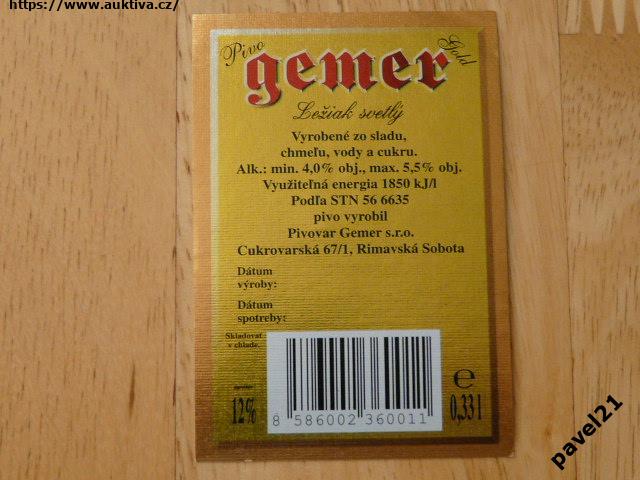 https://www.auktiva.cz/
Pivo gemer Gold
Ležiak svetlý
Vyrobené zo sladu,
chmeľu, vody a cukru.
Alk.: min. 4,0% obj., max. 5,5% obj.
Využiteľná energia 1850 kJ/l
Podľa STN 56 6635
pivo vyrobil
Pivovar Gemer s.r.o.
Cukrovarská 67/1, Rimavská Sobota
Dátum
výroby:
Dátum
spotreby:
Skladovať
v chlade.
12%
8 586002 360011
e
0,33 l
pavel21